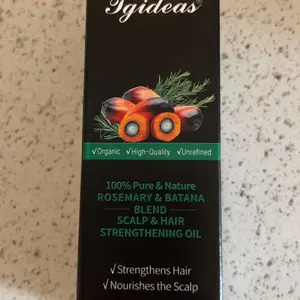 Tgideas®
√Organic √High-Quality √Unrefined
100% Pure & Nature
ROSEMARY & BATANA
BLEND
SCALP & HAIR
STRENGTHENING OIL
√Strengthens Hair
√Nourishes the Scalp